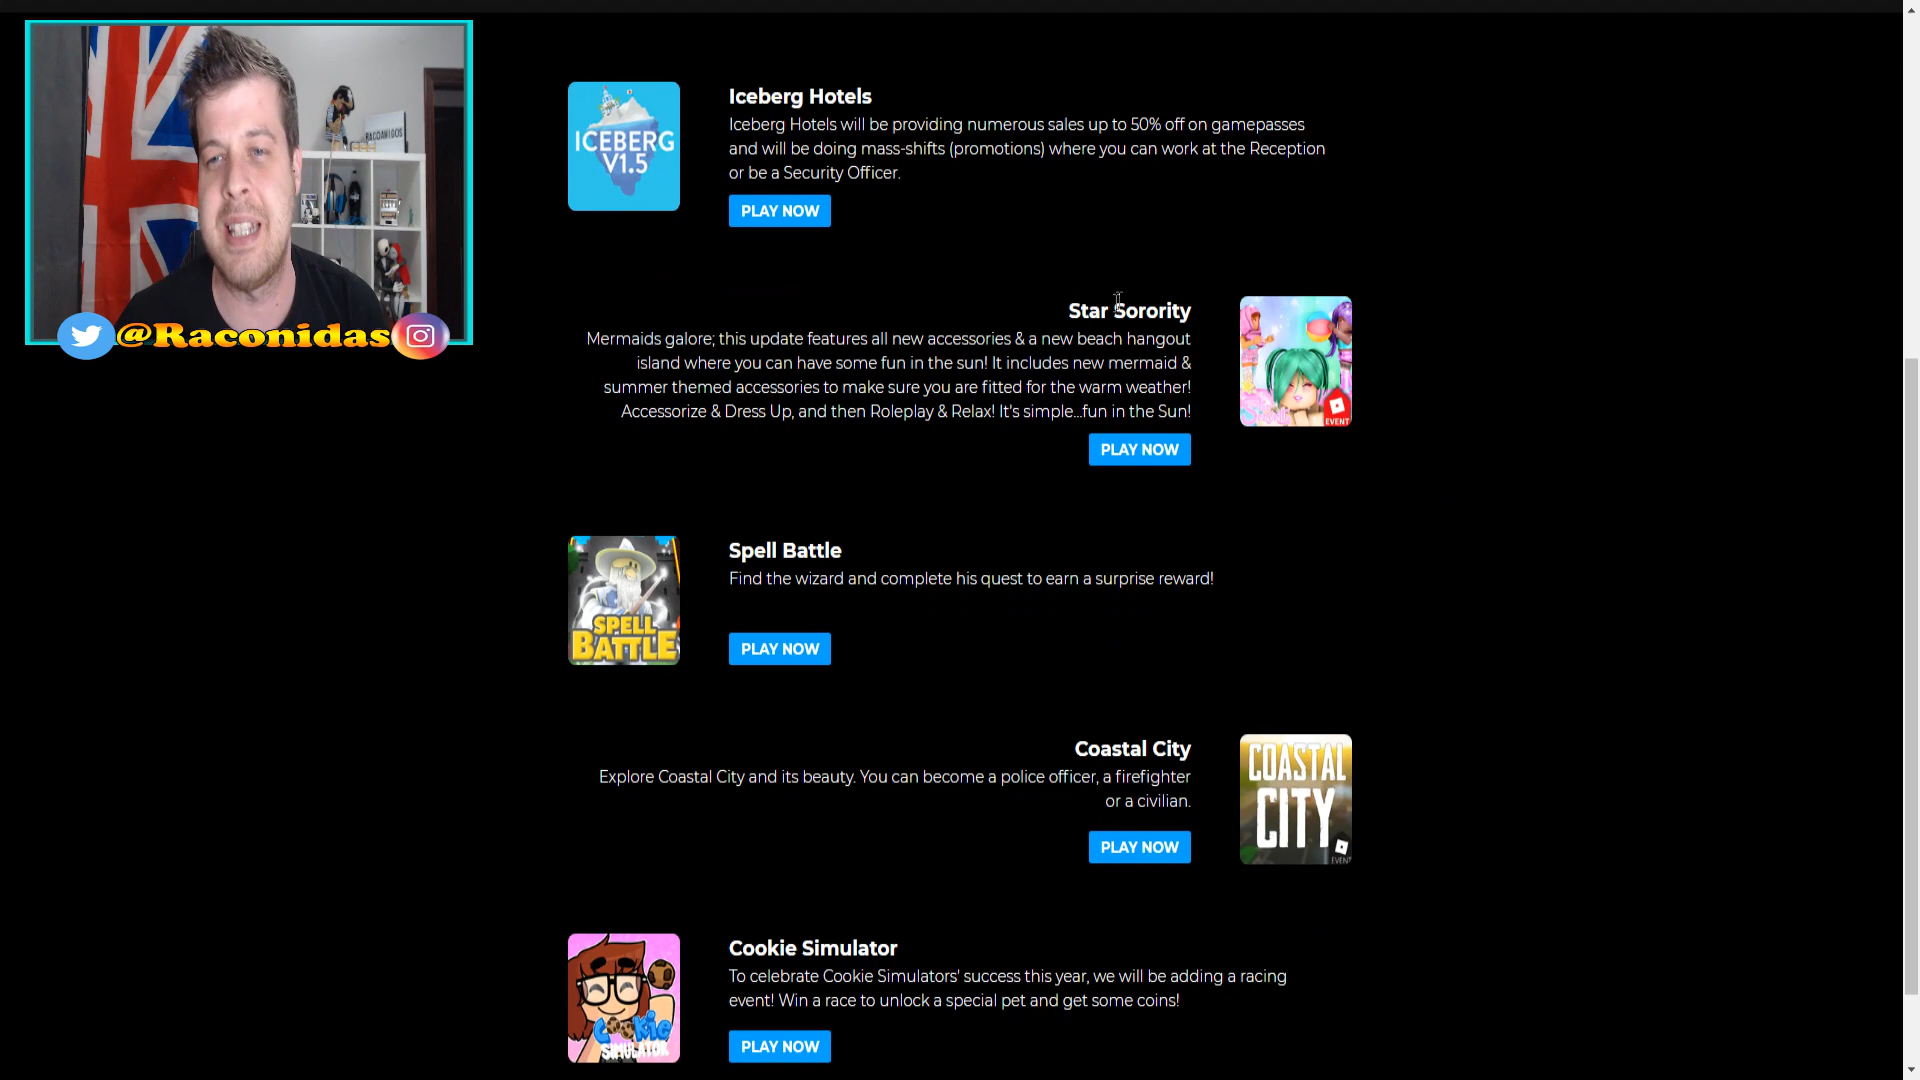 RACOAMIGOS
@Raconidas
ICEBERG
V1.5
Iceberg Hotels
Iceberg Hotels will be providing numerous sales up to 50% off on gamepasses
and will be doing mass-shifts (promotions) where you can work at the Reception
or be a Security Officer.
PLAY NOW
Star Sorority
Mermaids galore; this update features all new accessories & a new beach hangout
island where you can have some fun in the sun! It includes new mermaid &
summer themed accessories to make sure you are fitted for the warm weather!
Accessorize & Dress Up, and then Roleplay & Relax! It's simple...fun in the Sun!
PLAY NOW
EVENT
SPELL
BATTLE
Spell Battle
Find the wizard and complete his quest to earn a surprise reward!
PLAY NOW
Coastal City
Explore Coastal City and its beauty. You can become a police officer, a firefighter
or a civilian.
PLAY NOW
COASTAL
CITY
EVENT
Cookie
SIMULATOR
Cookie Simulator
To celebrate Cookie Simulators' success this year, we will be adding a racing
event! Win a race to unlock a special pet and get some coins!
PLAY NOW